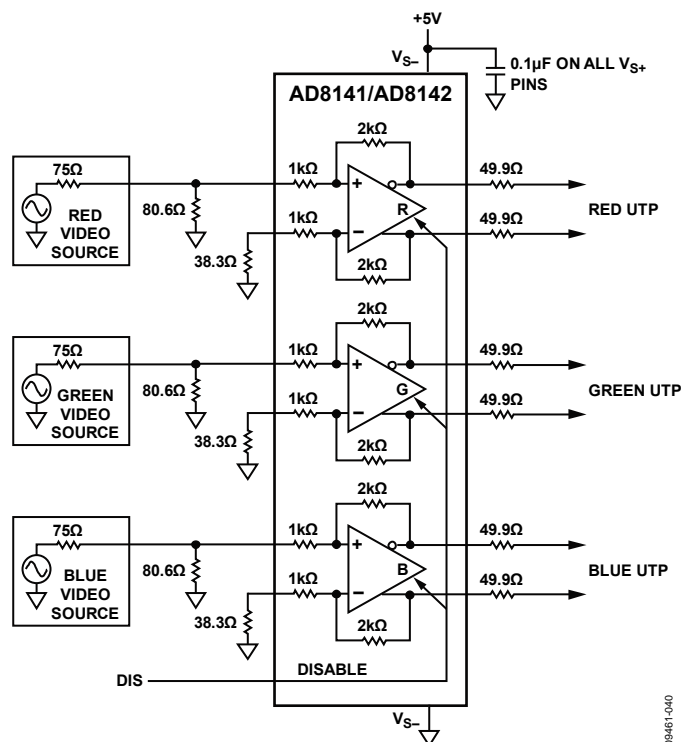 +5V
VS–
0.1µF ON ALL VS+
PINS
AD8141/AD8142
2kΩ
75Ω
1kΩ
49.9Ω
+
R
RED UTP
80.6Ω
RED
VIDEO
SOURCE
1kΩ
49.9Ω
–
38.3Ω
2kΩ
2kΩ
75Ω
1kΩ
49.9Ω
+
G
GREEN UTP
80.6Ω
GREEN
VIDEO
SOURCE
1kΩ
49.9Ω
–
38.3Ω
2kΩ
2kΩ
75Ω
1kΩ
49.9Ω
+
B
BLUE UTP
80.6Ω
BLUE
VIDEO
SOURCE
1kΩ
49.9Ω
–
38.3Ω
2kΩ
DIS
DISABLE
VS–
09461-040